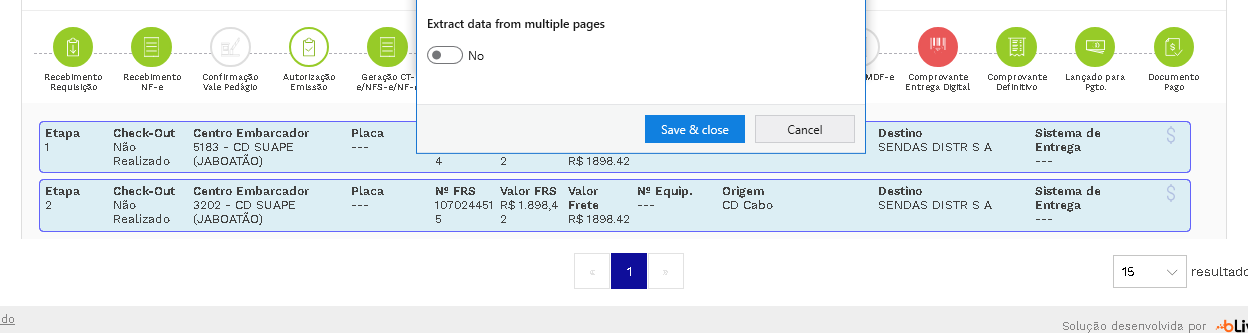 Extract data from multiple pages
No
Save & close
Cancel
Recebimento Requisição
Recebimento NF-e
Confirmação Vale Pedágio
Autorização Emissão
Geração CT-
e/NFS-e/NF-e
MDF-e
Comprovante Entrega Digital
Comprovante Definitivo
Lançado para Pgto.
Documento Pago
Etapa Check-Out Centro Embarcador Placa Destino Sistema de
1 Não 5183 - CD SUAPE --- SENDAS DISTR S A Entrega
Realizado (JABOATÃO) 4 2 R$ 1898.42 ---
Etapa Check-Out Centro Embarcador Placa Nº FRS Valor FRS Valor Nº Equip. Origem Destino Sistema de
2 Não 3202 - CD SUAPE --- 107024451 R$ 1.898,4 Frete --- CD Cabo SENDAS DISTR S A Entrega
Realizado (JABOATÃO) 5 2 R$ 1898.42 ---
« 1 »
15 resultado
do
Solução desenvolvida por